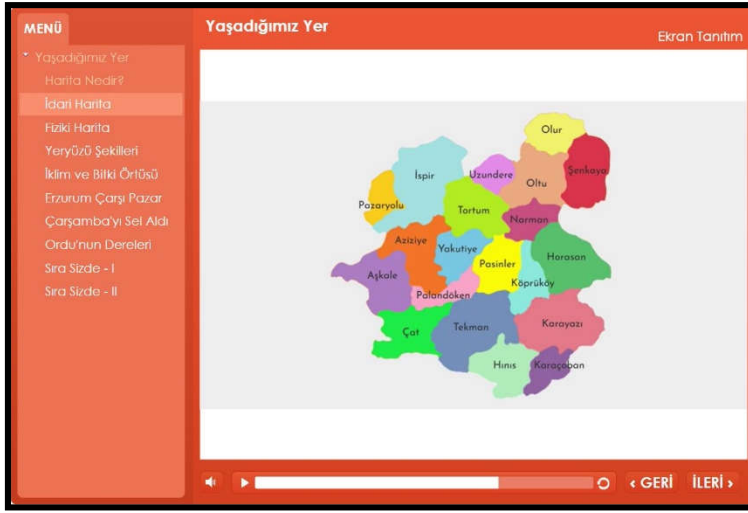 MENÜ
Yaşadığımız Yer
Ekran Tanıtım
Yaşadığımız Yer
Harita Nedir?
İdari Harita
Fiziki Harita
Yeryüzü Şekilleri
İklim ve Bitki Örtüsü
Erzurum Çarşı Pazar
Çarşamba'yı Sel Aldı
Ordu'nun Dereleri
Sıra Sizde - I
Sıra Sizde - II
Olur
İspir
Uzundere
Oltu
Şenkaya
Pazaryolu
Tortum
Narman
Aziziye
Yakutiye
Pasinler
Horasan
Aşkale
Palandöken
Köprüköy
Çat
Tekman
Karayazı
Hınıs
Karaçoban
‹ GERİ
İLERİ ›